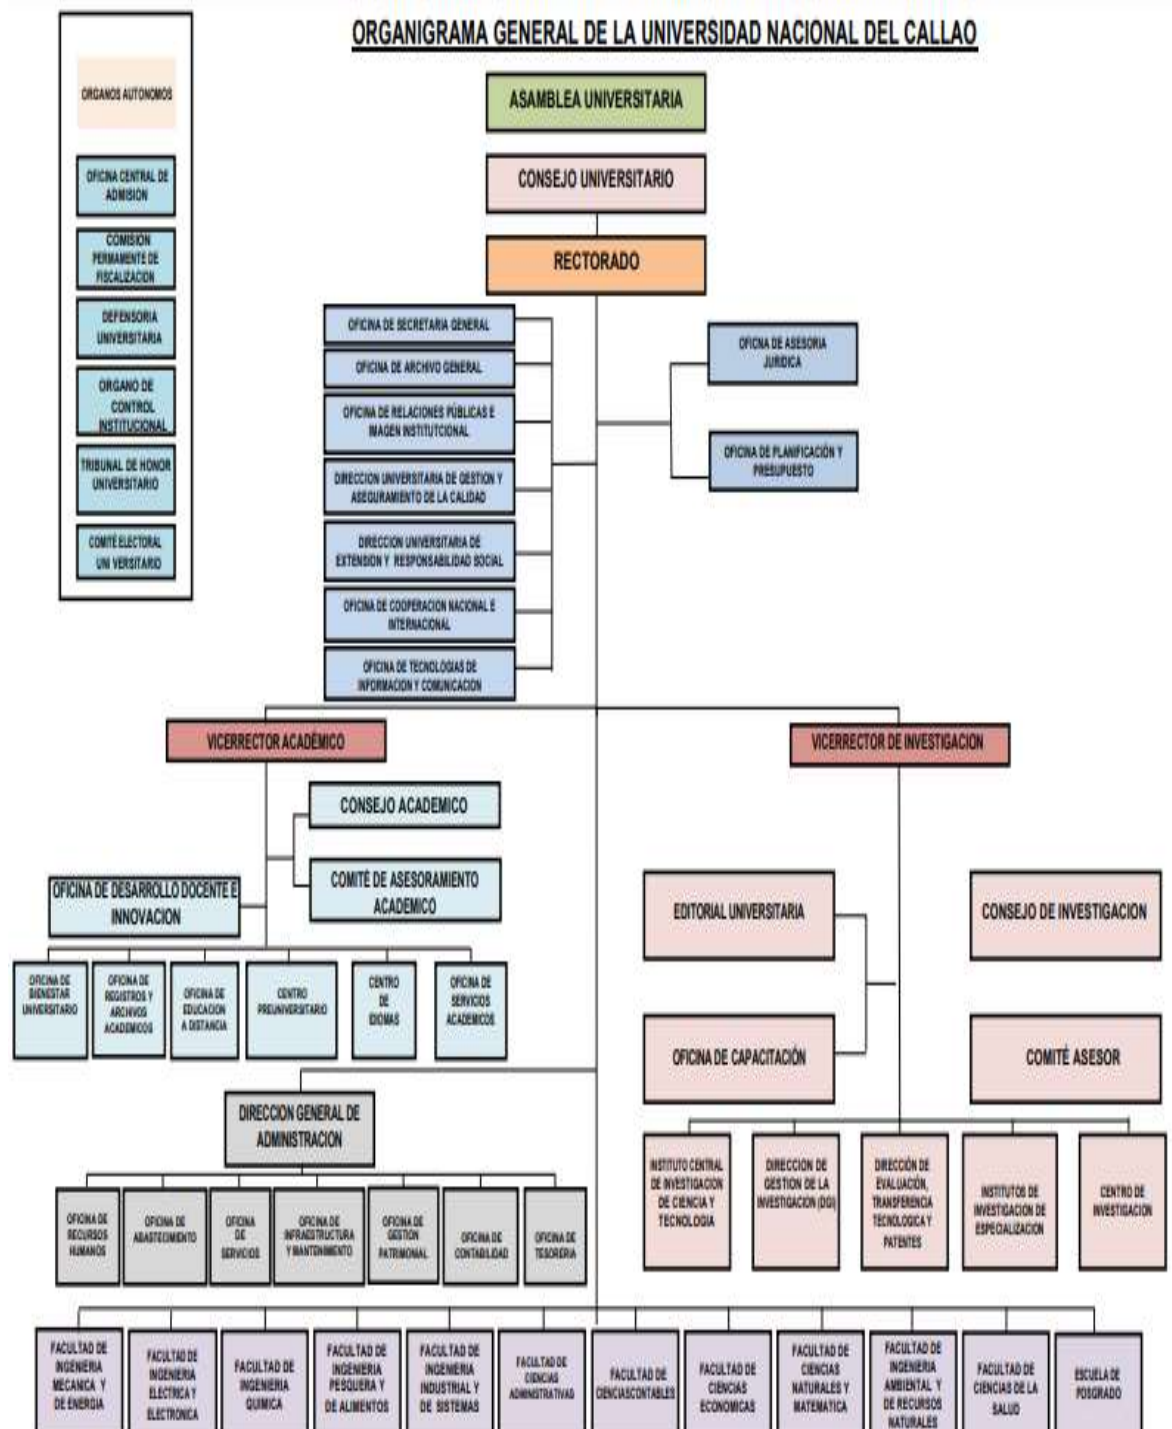 ORGANIGRAMA GENERAL DE LA UNIVERSIDAD NACIONAL DEL CALLAO
ORGANOS AUTONOMOS
OFICINA CENTRAL DE
ADMISION
COMISIÓN
PERMAMENTE DE
FISCALIZACION
DEFENSORIA
UNIVERSITARIA
ORGANO DE
CONTROL
INSTITUCIONAL
TRIBUNAL DE HONOR
UNIVERSITARIO
COMITÉ ELECTORAL
UNI VERSITARIO
ASAMBLEA UNIVERSITARIA
CONSEJO UNIVERSITARIO
RECTORADO
OFICINA DE SECRETARIA GENERAL
OFICINA DE ARCHIVO GENERAL
OFICINA DE RELACIONES PÚBLICAS E
IMAGEN INSTITUTCIONAL
DIRECCION UNIVERSITARIA DE GESTION Y
ASEGURAMIENTO DE LA CALIDAD
DIRECCION UNIVERSITARIA DE
EXTENSION Y RESPONSABILIDAD SOCIAL
OFICINA DE COOPERACION NACIONAL E
INTERNACIONAL
OFICINA DE TECNOLOGIAS DE
INFORMACION Y COMUNICACION
OFICNA DE ASESORIA
JURIDICA
OFICINA DE PLANIFICACIÓN Y
PRESUPUESTO
VICERRECTOR ACADÉMICO
VICERRECTOR DE INVESTIGACION
CONSEJO ACADEMICO
COMITÉ DE ASESORAMIENTO
ACADEMICO
OFICINA DE DESARROLLO DOCENTE E
INNOVACION
OFICINA DE
BIENESTAR
UNIVERSITARIO
OFICINA DE
REGISTROS Y
ARCHIVOS
ACADEMICOS
OFICINA DE
EDUCACION
A DISTANCIA
CENTRO
PREUNIVERSITARIO
CENTRO
DE
IDIOMAS
OFICINA DE
SERVICIOS
ACADEMICOS
EDITORIAL UNIVERSITARIA
CONSEJO DE INVESTIGACION
OFICINA DE CAPACITACIÓN
COMITÉ ASESOR
INSTITUTO CENTRAL
DE INVESTIGACION
DE CIENCIA Y
TECNOLOGIA
DIRECCION DE
GESTION DE LA
INVESTIGACION (DGI)
DIRECCIÓN DE
EVALUACIÓN,
TRANSFERENCIA
TECNOLOGICA Y
PATENTES
INSTITUTOS DE
INVESTIGACION DE
ESPECIALIZACION
CENTRO DE
INVESTIGACION
DIRECCION GENERAL DE
ADMINISTRACION
OFICINA DE
RECURSOS
HUMANOS
OFICINA DE
ABASTECIMIENTO
OFICINA
DE
SERVICIOS
OFICINA DE
INFRAESTRUCTURA
Y MANTENIMIENTO
OFICINA DE
GESTIÓN
PATRIMONIAL
OFICINA DE
CONTABILIDAD
OFICINA DE
TESORERIA
FACULTAD DE
INGENIERIA
MECANICA Y
DE ENERGIA
FACULTAD DE
INGENIERIA
ELECTRICA Y
ELECTRONICA
FACULTAD DE
INGENIERIA
QUIMICA
FACULTAD DE
INGENIERIA
PESQUERA Y
DE ALIMENTOS
FACULTAD DE
INGENIERIA
INDUSTRIAL Y
DE SISTEMAS
FACULTAD DE
CIENCIAS
ADMINISTRATIVAS
FACULTAD DE
CIENCIASCONTABLES
FACULTAD DE
CIENCIAS
ECONOMICAS
FACULTAD DE
CIENCIAS
NATURALES Y
MATEMATICA
FACULTAD DE
INGENIERIA
AMBIENTAL Y
DE RECURSOS
NATURALES
FACULTAD DE
CIENCIAS DE LA
SALUD
ESCUELA DE
POSGRADO